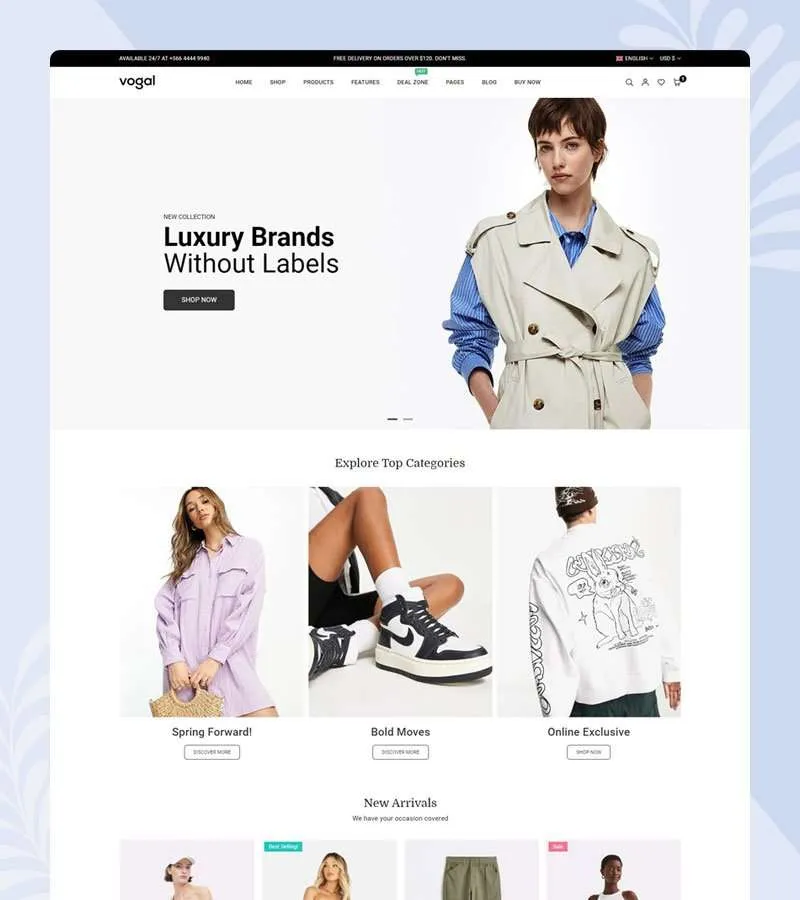 AVAILABLE 24/7 AT +566 4444 9940
FREE DELIVERY ON ORDERS OVER $120. DON'T MISS.
ENGLISH
USD $
HOT
vogal
HOME
SHOP
PRODUCTS
FEATURES
DEAL ZONE
PAGES
BLOG
BUY NOW
NEW COLLECTION
Luxury Brands
Without Labels
SHOP NOW
Explore Top Categories
Spring Forward!
Bold Moves
Online Exclusive
DISCOVER MORE
DISCOVER MORE
SHOP NOW
New Arrivals
We have your occasion covered
Best Selling!
Sale